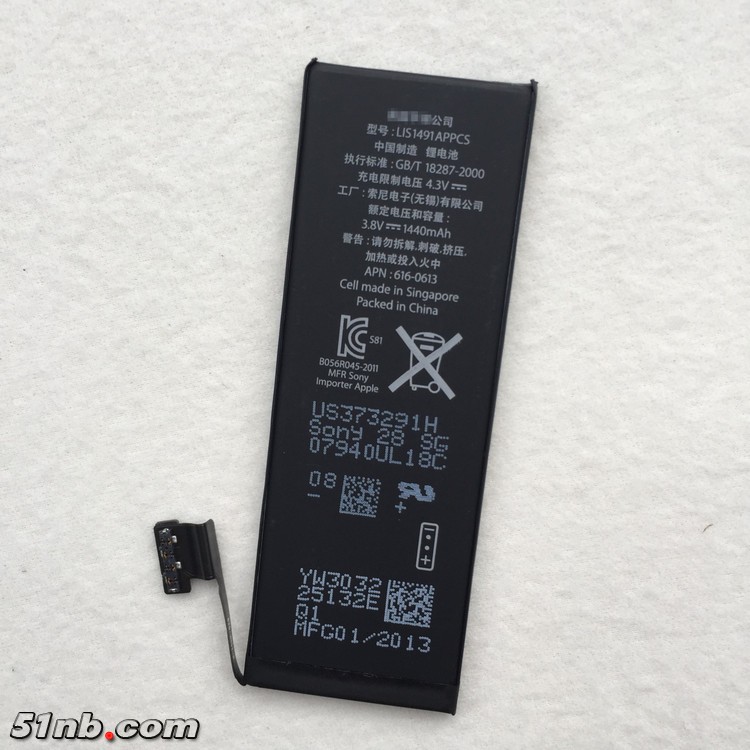 公司
型号：LIS1491APPCS
中国制造 锂电池
执行标准：GB/T 18287-2000
充电限制电压 4.3V⎓
工厂：索尼电子(无锡)有限公司
额定电压和容量：
3.8V⎓1440mAh
警告：请勿拆解.刺破.挤压.
加热或投入火中
APN : 616-0613
Cell made in Singapore
Packed in China
S81
B056R045-2011
MFR Sony
Importer Apple
US373291H
Sony 28 SG
07940UL18C
08
-
+
+
YW3032
25132E
Q1
MFG01/2013
51nb.com